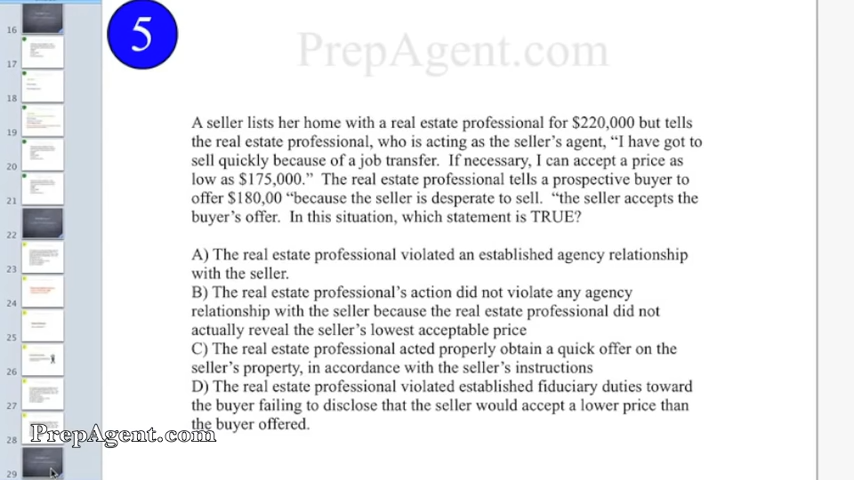 5
PrepAgent.com
A seller lists her home with a real estate professional for $220,000 but tells
the real estate professional, who is acting as the seller's agent, “I have got to
sell quickly because of a job transfer.  If necessary, I can accept a price as
low as $175,000.”  The real estate professional tells a prospective buyer to
offer $180,00 “because the seller is desperate to sell.  “the seller accepts the
buyer's offer.  In this situation, which statement is TRUE?
A) The real estate professional violated an established agency relationship
with the seller.
B) The real estate professional's action did not violate any agency
relationship with the seller because the real estate professional did not
actually reveal the seller's lowest acceptable price
C) The real estate professional acted properly obtain a quick offer on the
seller's property, in accordance with the seller's instructions
D) The real estate professional violated established fiduciary duties toward
the buyer failing to disclose that the seller would accept a lower price than
the buyer offered.
16
17
18
19
20
21
22
23
24
25
26
27
28
29
PrepAgent.com